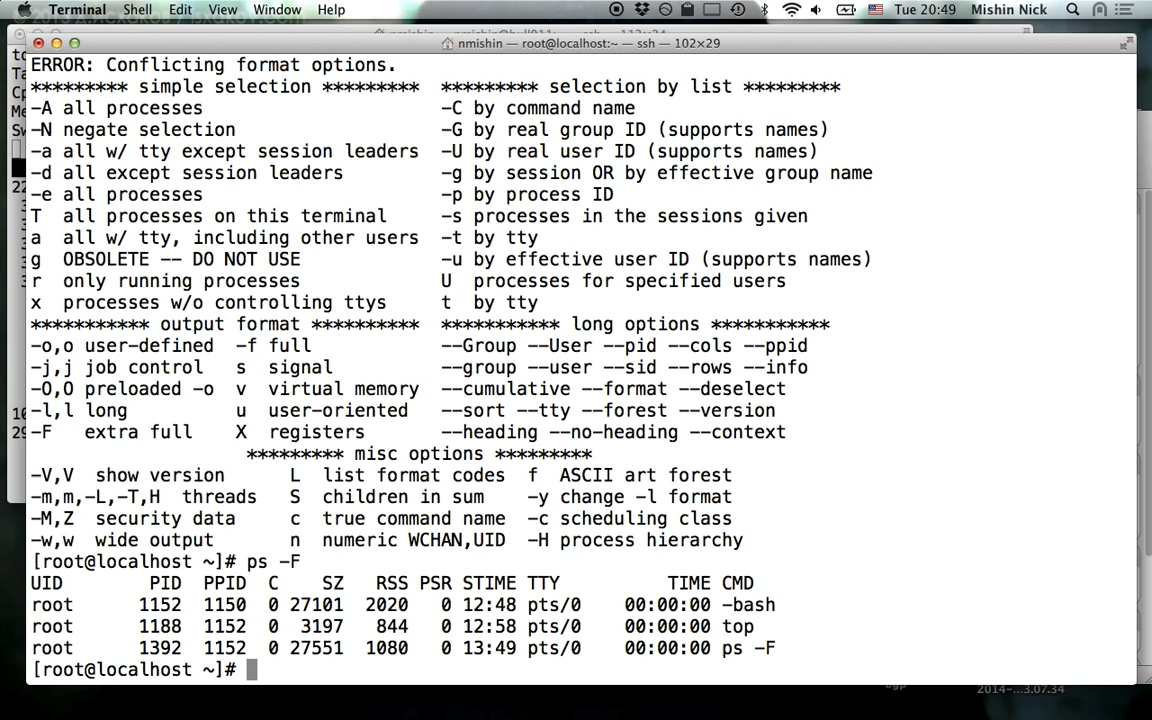 Terminal Shell Edit View Window Help Tue 20:49 Mishin Nick
nmishin — root@localhost:~ — ssh — 102×29
ERROR: Conflicting format options.
********* simple selection ********* ********* selection by list *********
-A all processes -C by command name
-N negate selection -G by real group ID (supports names)
-a all w/ tty except session leaders -U by real user ID (supports names)
-d all except session leaders -g by session OR by effective group name
-e all processes -p by process ID
T all processes on this terminal -s processes in the sessions given
a all w/ tty, including other users -t by tty
g OBSOLETE -- DO NOT USE -u by effective user ID (supports names)
r only running processes U processes for specified users
x processes w/o controlling ttys t by tty
*********** output format ********** *********** long options ***********
-o,o user-defined -f full --Group --User --pid --cols --ppid
-j,j job control s signal --group --user --sid --rows --info
-O,O preloaded -o v virtual memory --cumulative --format --deselect
-l,l long u user-oriented --sort --tty --forest --version
-F extra full X registers --heading --no-heading --context
********* misc options *********
-V,V show version L list format codes f ASCII art forest
-m,m,-L,-T,H threads S children in sum -y change -l format
-M,Z security data c true command name -c scheduling class
-w,w wide output n numeric WCHAN,UID -H process hierarchy
[root@localhost ~]# ps -F
UID PID PPID C SZ RSS PSR STIME TTY TIME CMD
root 1152 1150 0 27101 2020 0 12:48 pts/0 00:00:00 -bash
root 1188 1152 0 3197 844 0 12:58 pts/0 00:00:00 top
root 1392 1152 0 27551 1080 0 13:49 pts/0 00:00:00 ps -F
[root@localhost ~]#
2014-...3.07.34